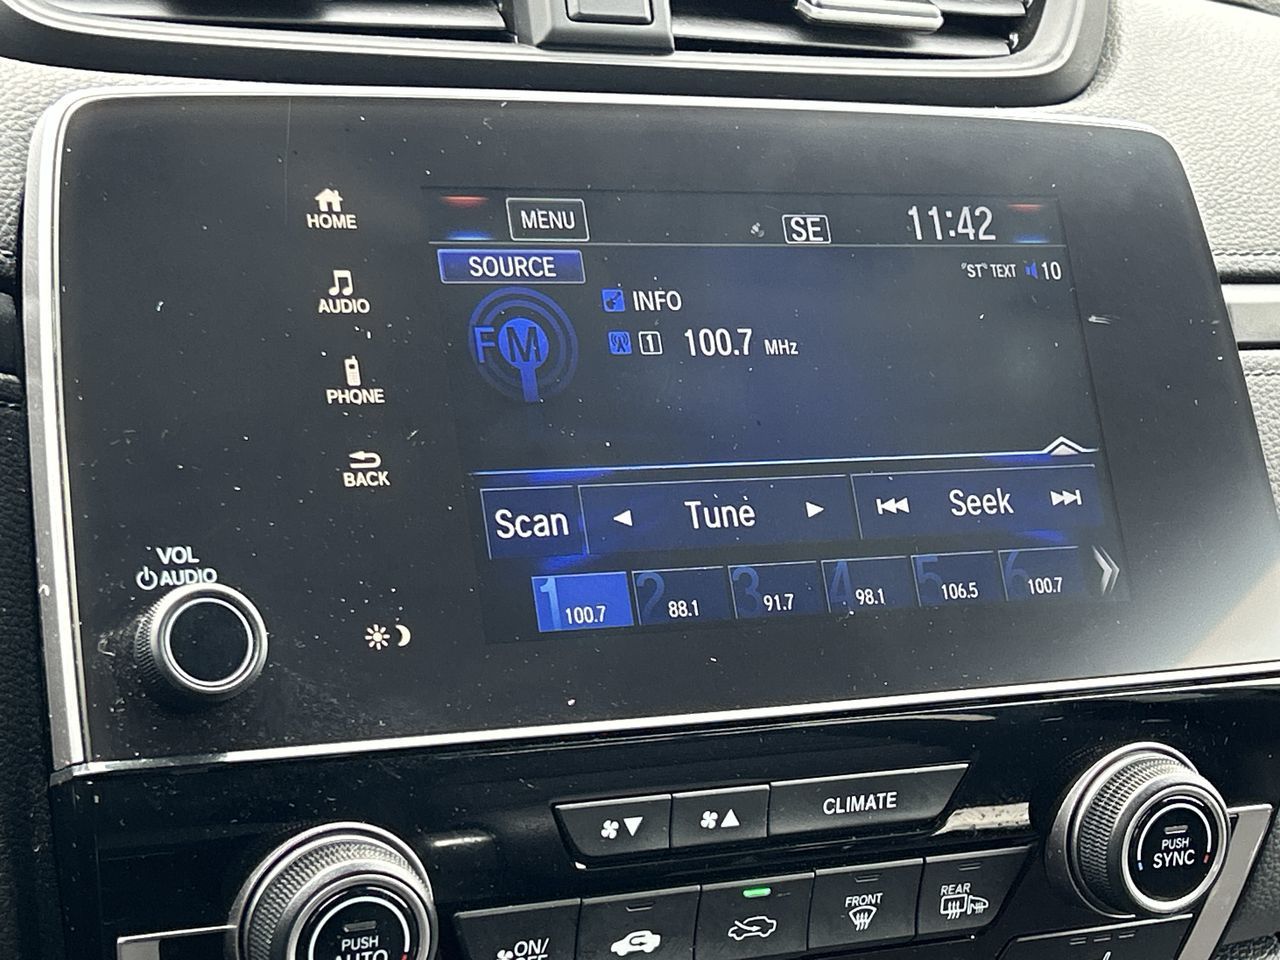 HOME
AUDIO
PHONE
BACK
VOL
AUDIO
MENU
SE
11:42
SOURCE
"ST" TEXT 10
FM
INFO
1 100.7 MHz
Scan
Tune
Seek
1 100.7
2 88.1
3 91.7
4 98.1
5 106.5
6 100.7
CLIMATE
PUSH
SYNC
PUSH
AUTO
ON/
OFF
FRONT
REAR